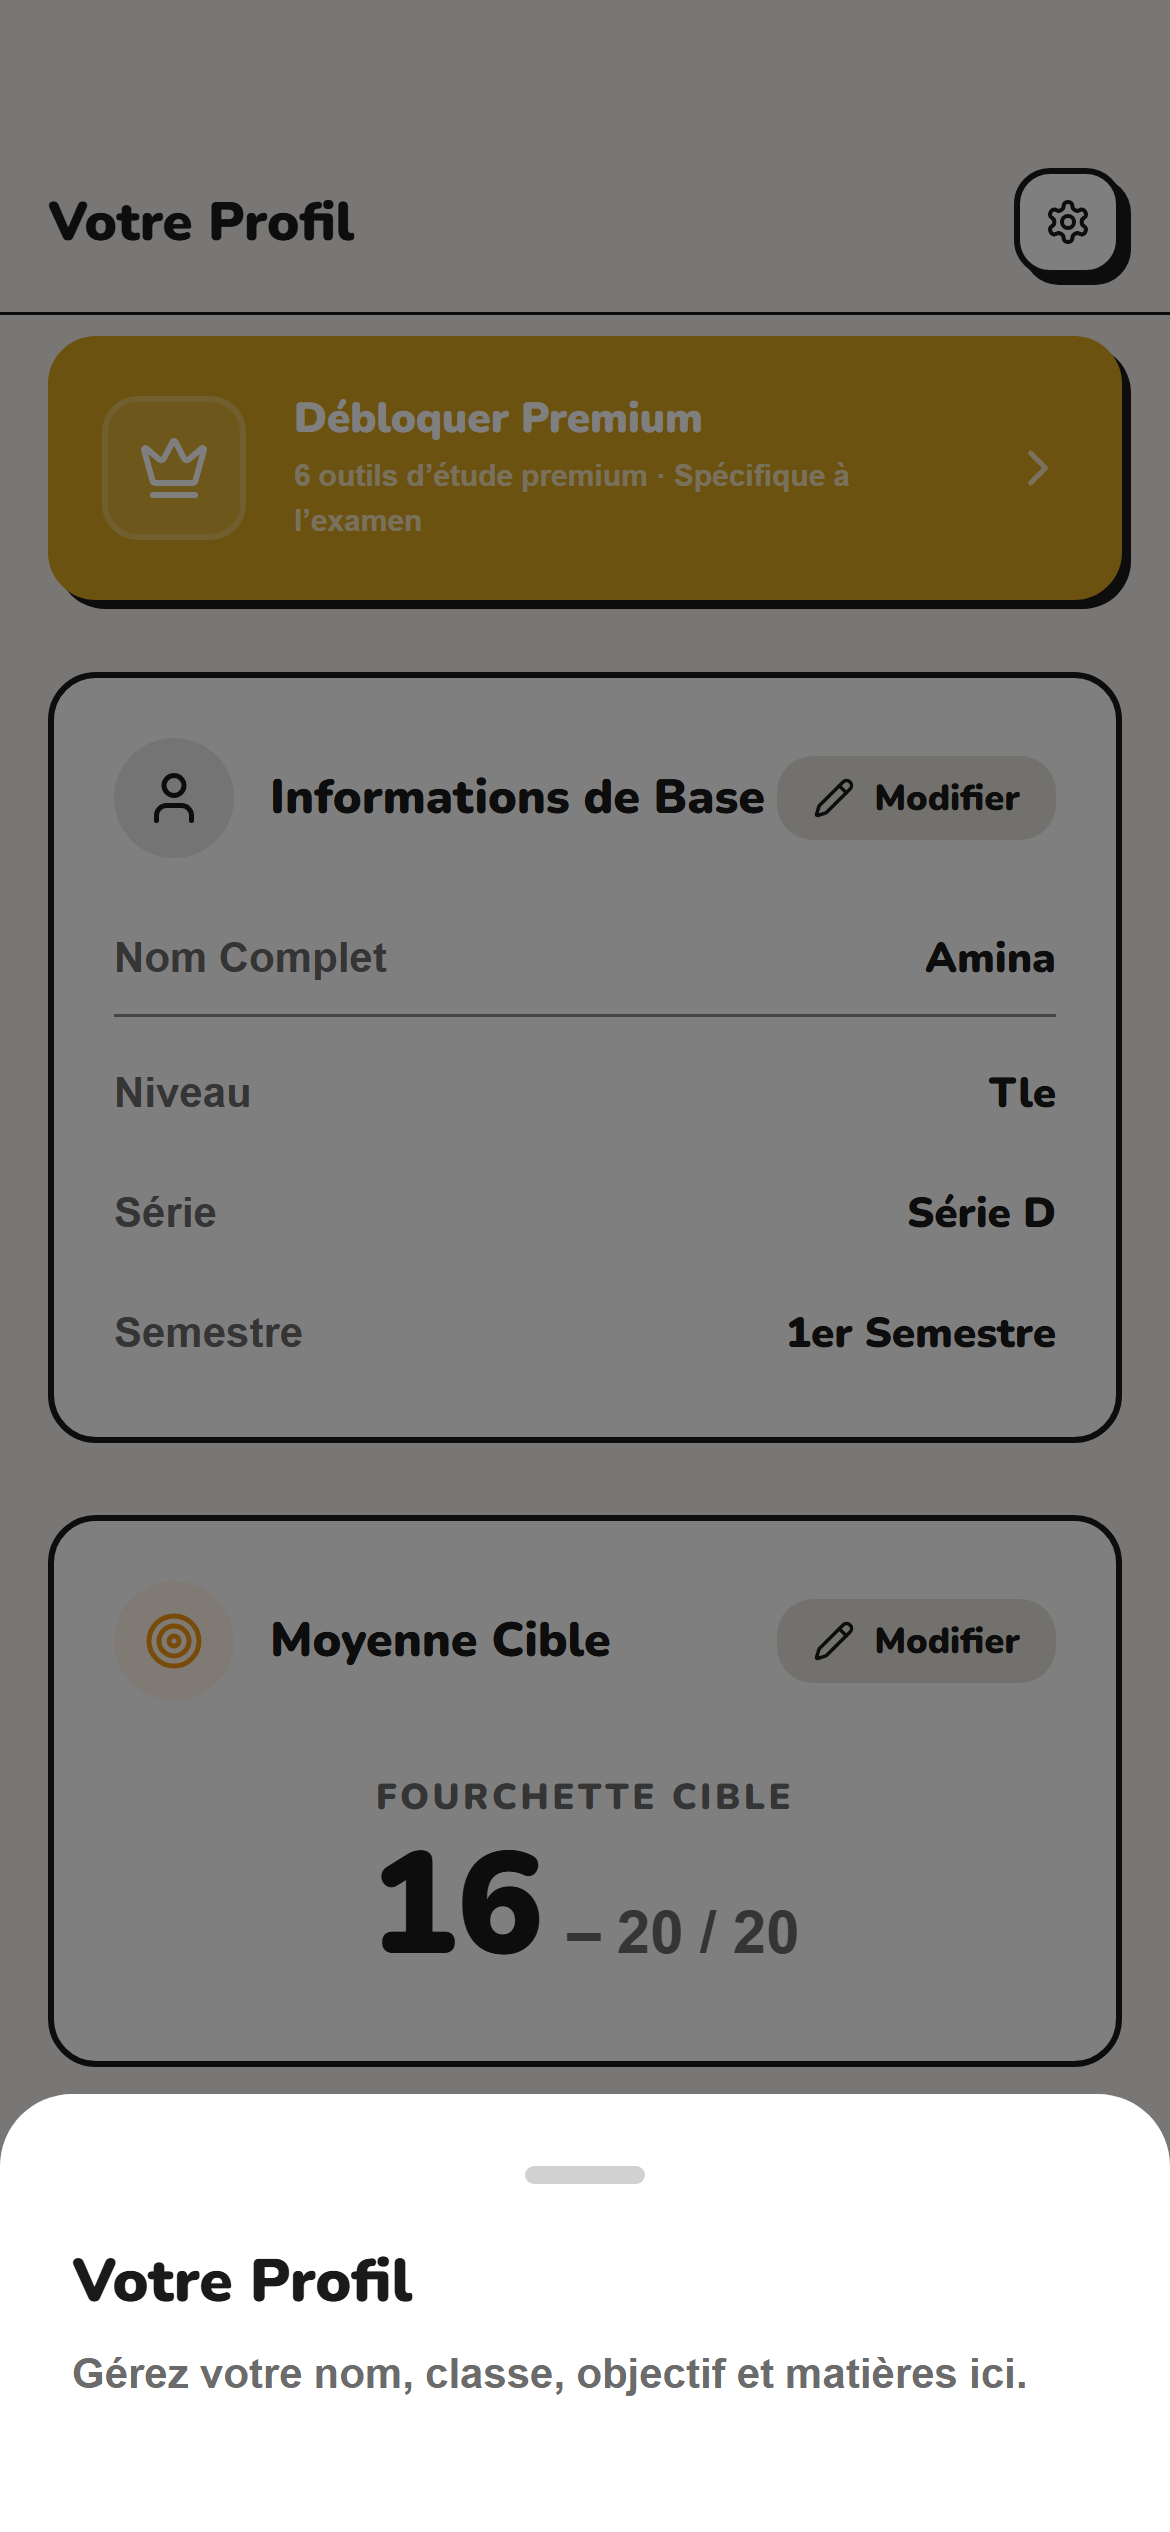 Votre Profil
Débloquer Premium
6 outils d’étude premium · Spécifique à
l’examen
Informations de Base
Modifier
Nom Complet
Amina
Niveau
Tle
Série
Série D
Semestre
1er Semestre
Moyenne Cible
Modifier
FOURCHETTE CIBLE
16 – 20 / 20
Votre Profil
Gérez votre nom, classe, objectif et matières ici.